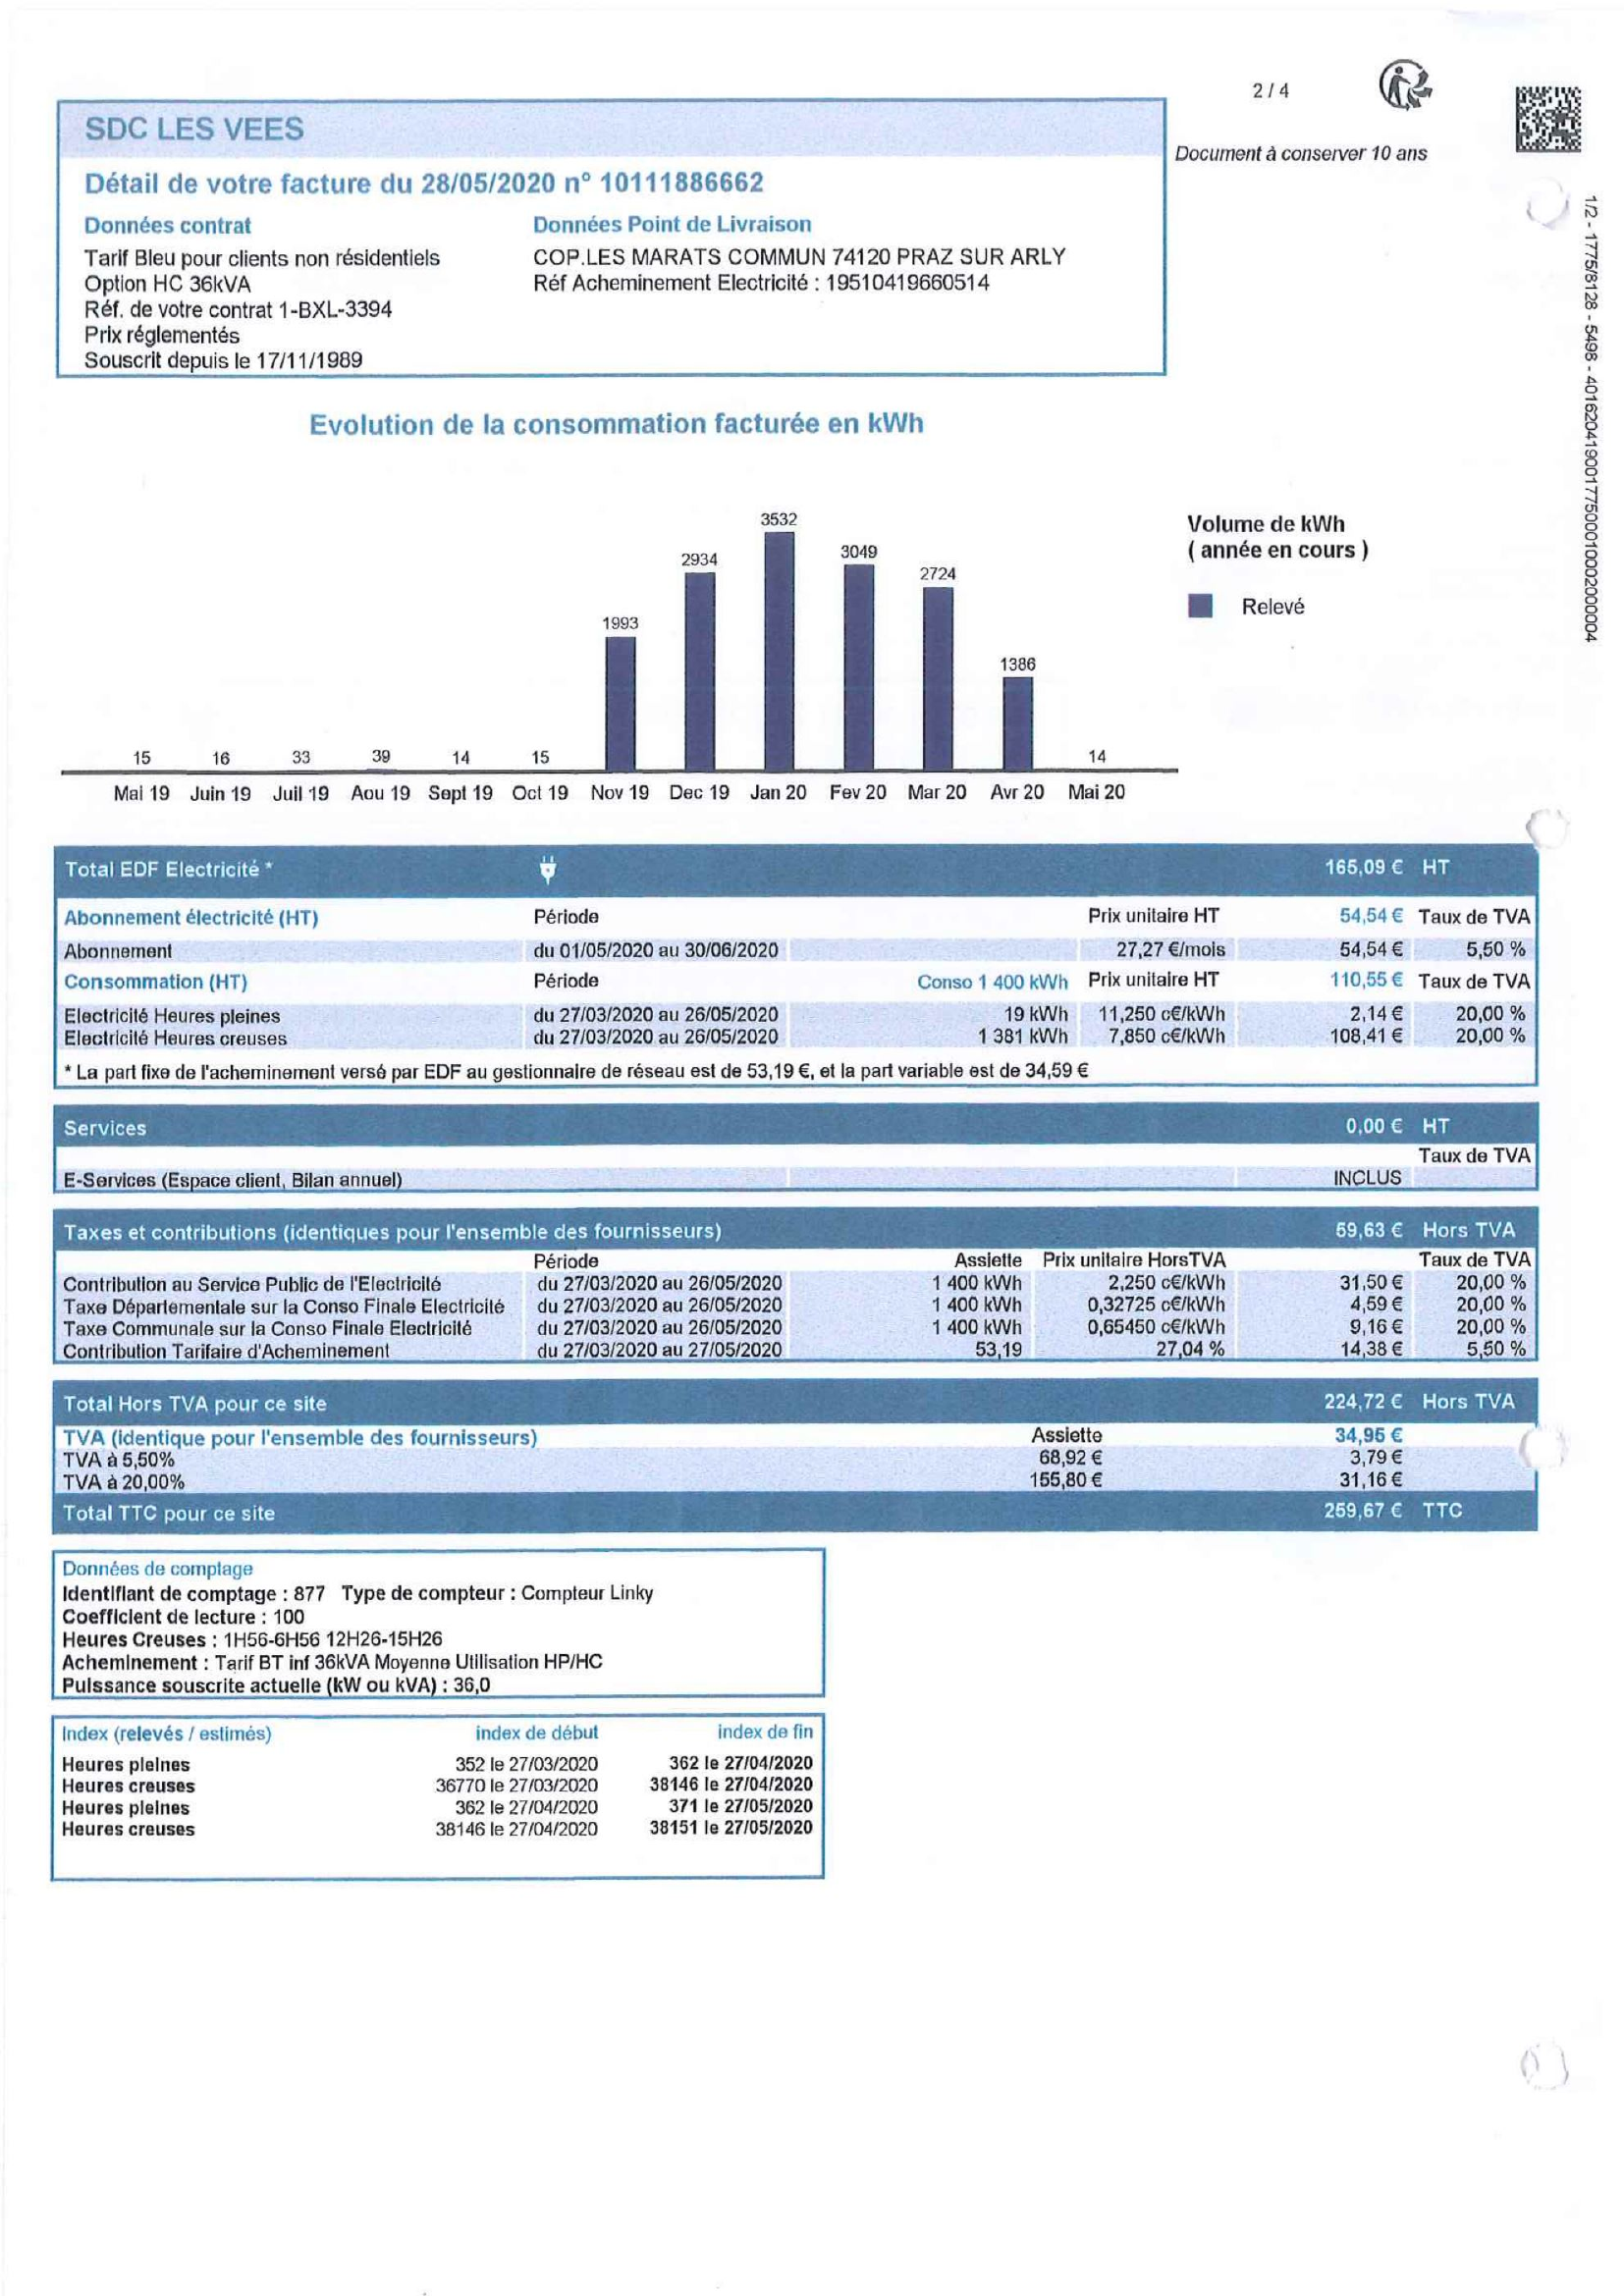 2 / 4
Document à conserver 10 ans
SDC LES VEES
Détail de votre facture du 28/05/2020 n° 10111886662
Données contrat
Tarif Bleu pour clients non résidentiels
Option HC 36kVA
Réf. de votre contrat 1-BXL-3394
Prix réglementés
Souscrit depuis le 17/11/1989
Données Point de Livraison
COP.LES MARATS COMMUN 74120 PRAZ SUR ARLY
Réf Acheminement Electricité : 19510419660514
1/2 - 1775/8128 - 5498 - 4016204190017750001000200004
Evolution de la consommation facturée en kWh
Volume de kWh
( année en cours )
Relevé
15 16 33 39 14 15 1993 2934 3532 3049 2724 1386 14
Mai 19 Juin 19 Juil 19 Aou 19 Sept 19 Oct 19 Nov 19 Dec 19 Jan 20 Fev 20 Mar 20 Avr 20 Mai 20
Total EDF Electricité * 165,09 € HT
Abonnement électricité (HT) Période Prix unitaire HT 54,54 € Taux de TVA
Abonnement du 01/05/2020 au 30/06/2020 27,27 €/mois 54,54 € 5,50 %
Consommation (HT) Période Conso 1 400 kWh Prix unitaire HT 110,55 € Taux de TVA
Electricité Heures pleines du 27/03/2020 au 26/05/2020 19 kWh 11,250 c€/kWh 2,14 € 20,00 %
Electricité Heures creuses du 27/03/2020 au 26/05/2020 1 381 kWh 7,850 c€/kWh 108,41 € 20,00 %
* La part fixe de l'acheminement versé par EDF au gestionnaire de réseau est de 53,19 €, et la part variable est de 34,59 €
Services 0,00 € HT
Taux de TVA
E-Services (Espace client, Bilan annuel) INCLUS
Taxes et contributions (identiques pour l'ensemble des fournisseurs) 59,63 € Hors TVA
Période Assiette Prix unitaire HorsTVA Taux de TVA
Contribution au Service Public de l'Electricité du 27/03/2020 au 26/05/2020 1 400 kWh 2,250 c€/kWh 31,50 € 20,00 %
Taxe Départementale sur la Conso Finale Electricité du 27/03/2020 au 26/05/2020 1 400 kWh 0,32725 c€/kWh 4,59 € 20,00 %
Taxe Communale sur la Conso Finale Electricité du 27/03/2020 au 26/05/2020 1 400 kWh 0,65450 c€/kWh 9,16 € 20,00 %
Contribution Tarifaire d'Acheminement du 27/03/2020 au 27/05/2020 53,19 27,04 % 14,38 € 5,50 %
Total Hors TVA pour ce site 224,72 € Hors TVA
TVA (identique pour l'ensemble des fournisseurs) Assiette 34,95 €
TVA à 5,50% 68,92 € 3,79 €
TVA à 20,00% 155,80 € 31,16 €
Total TTC pour ce site 259,67 € TTC
Données de comptage
Identifiant de comptage : 877 Type de compteur : Compteur Linky
Coefficient de lecture : 100
Heures Creuses : 1H56-6H56 12H26-15H26
Acheminement : Tarif BT inf 36kVA Moyenne Utilisation HP/HC
Puissance souscrite actuelle (kW ou kVA) : 36,0
Index (relevés / estimés) index de début index de fin
Heures pleines 352 le 27/03/2020 362 le 27/04/2020
Heures creuses 36770 le 27/03/2020 38146 le 27/04/2020
Heures pleines 362 le 27/04/2020 371 le 27/05/2020
Heures creuses 38146 le 27/04/2020 38151 le 27/05/2020